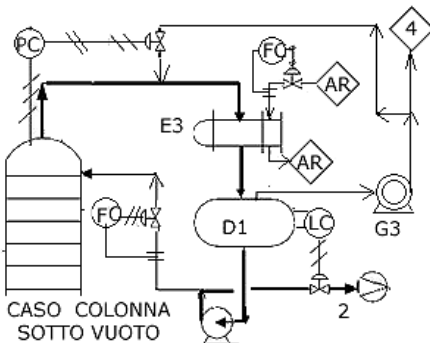 PC
4
FC
AR
E3
AR
FC
D1
LC
G3
2
CASO COLONNA
SOTTO VUOTO